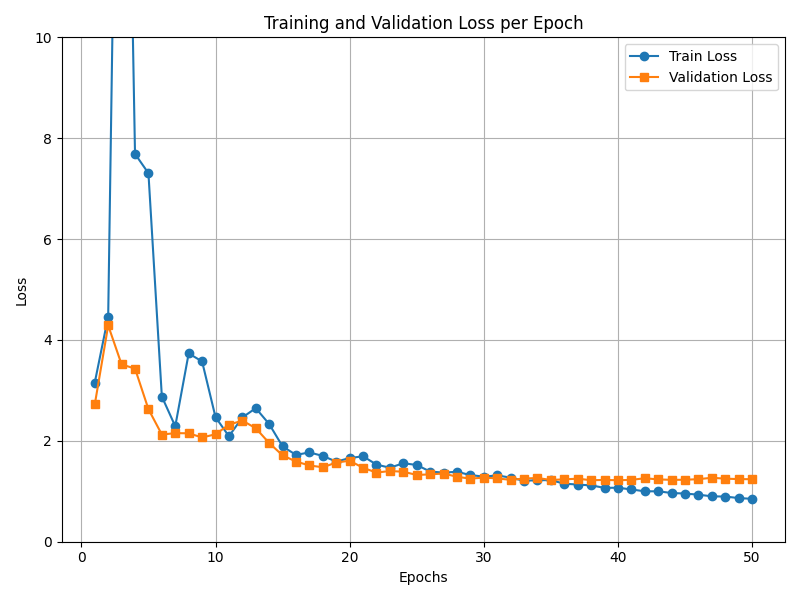 Training and Validation Loss per Epoch
Train Loss
Validation Loss
10
8
6
4
2
0
Loss
0 10 20 30 40 50
Epochs